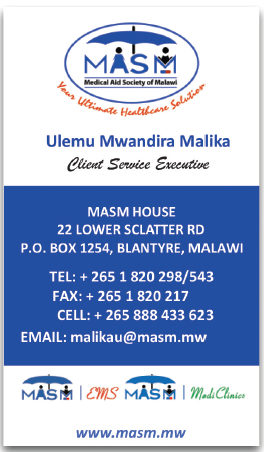 MASM
Medical Aid Society of Malawi
Your Ultimate Healthcare Solution
Ulemu Mwandira Malika
Client Service Executive
MASM HOUSE
22 LOWER SCLATTER RD
P.O. BOX 1254, BLANTYRE, MALAWI
TEL: + 265 1 820 298/543
FAX: + 265 1 820 217
CELL: + 265 888 433 623
EMAIL: malikau@masm.mw
MASM | EMS MASM | MediClinics
www.masm.mw